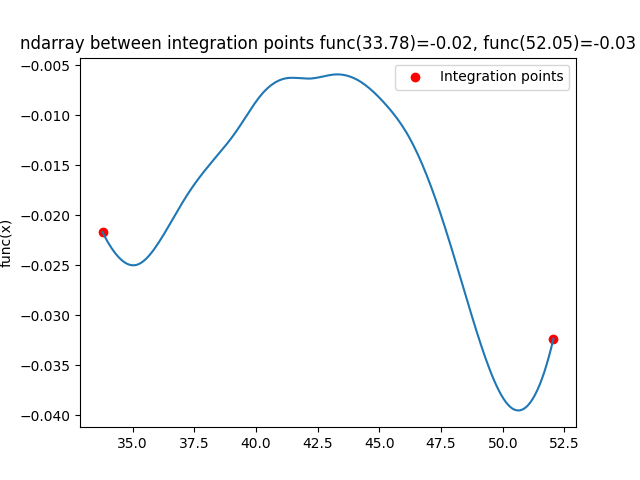 ndarray between integration points func(33.78)=-0.02, func(52.05)=-0.03
Integration points
func(x)
−0.005
−0.010
−0.015
−0.020
−0.025
−0.030
−0.035
−0.040
35.0 37.5 40.0 42.5 45.0 47.5 50.0 52.5